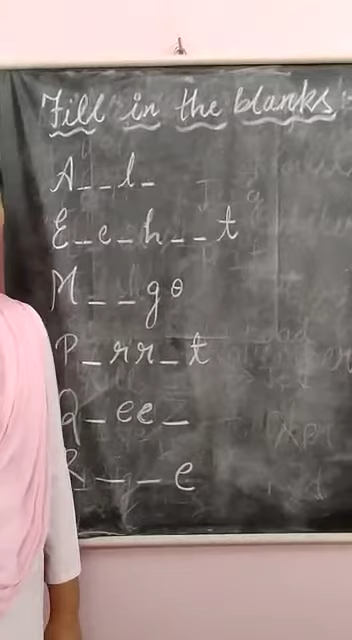 Fill in the blanks
A _ _ l _
E _ e _ h _ _ t
M _ _ g o
P _ r r _ t
Q _ e e _
R _ _ e